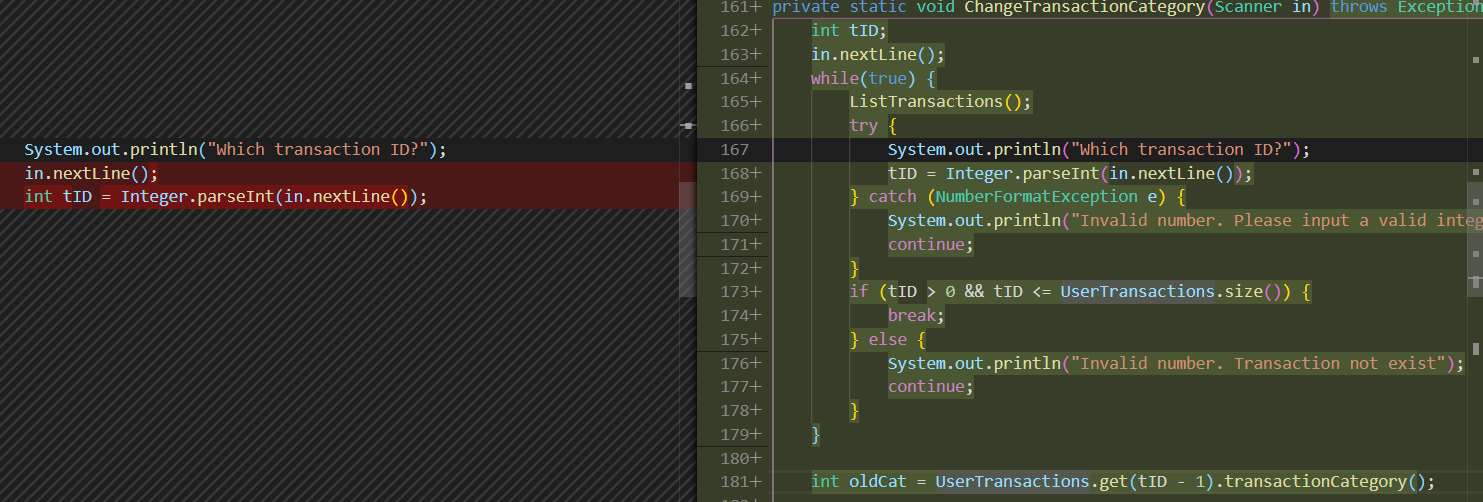 161+ private static void ChangeTransactionCategory(Scanner in) throws Exception
162+ int tID;
163+ in.nextLine();
164+ while(true) {
165+ ListTransactions();
166+ try {
System.out.println("Which transaction ID?");
167 System.out.println("Which transaction ID?");
in.nextLine();
168+ tID = Integer.parseInt(in.nextLine());
int tID = Integer.parseInt(in.nextLine());
169+ } catch (NumberFormatException e) {
170+ System.out.println("Invalid number. Please input a valid integ
171+ continue;
172+ }
173+ if (tID > 0 && tID <= UserTransactions.size()) {
174+ break;
175+ } else {
176+ System.out.println("Invalid number. Transaction not exist");
177+ continue;
178+ }
179+ }
180+
181+ int oldCat = UserTransactions.get(tID - 1).transactionCategory();